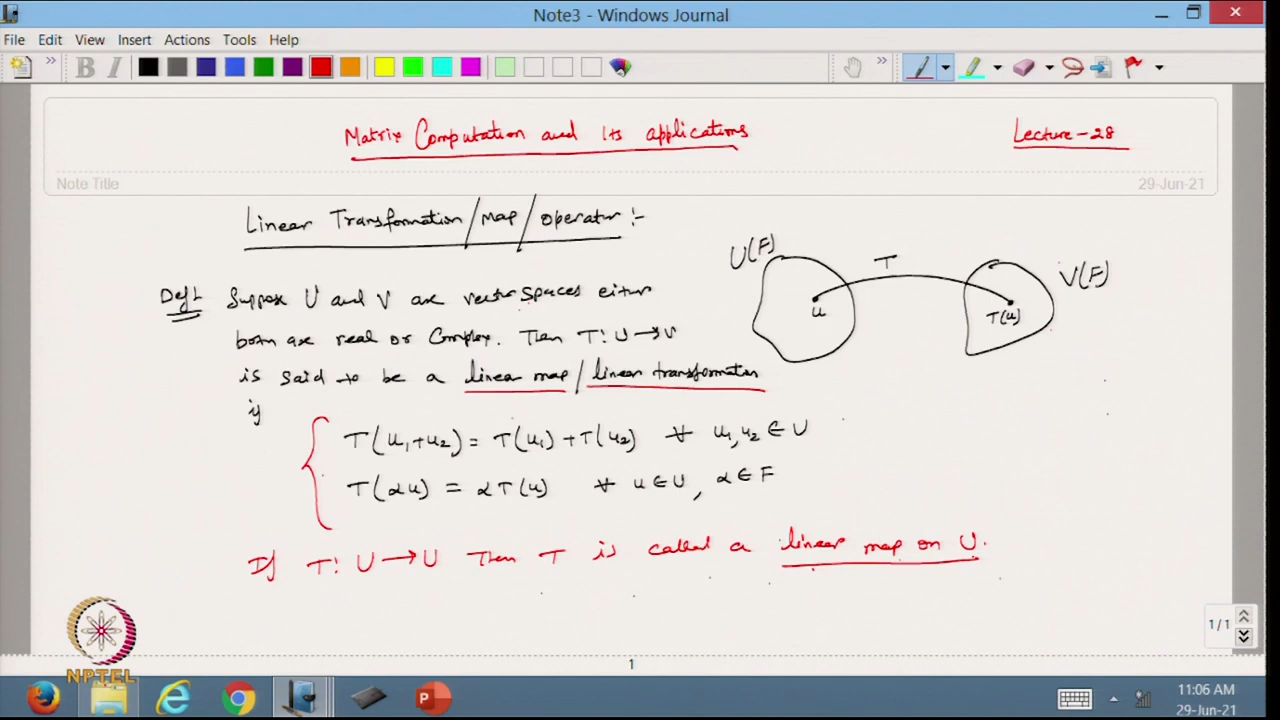 Note3 - Windows Journal
File Edit View Insert Actions Tools Help
Matrix Computation and Its applications
Lecture-28
Note Title
29-Jun-21
Linear Transformation/Map/operator :-
U(F)
T
V(F)
u
T(u)
Defn: Suppose U and V are vector spaces either
both are real or Complex. Then T: U→V
is said to be a linear map/linear transformation
if
T(u1+u2) = T(u1)+T(u2) ∀ u1,u2 ∈ U
T(αu) = αT(u) ∀ u∈U, α∈F
If T: U→U Then T is called a linear map on U.
NPTEL
1/1
1
11:06 AM
29-Jun-21